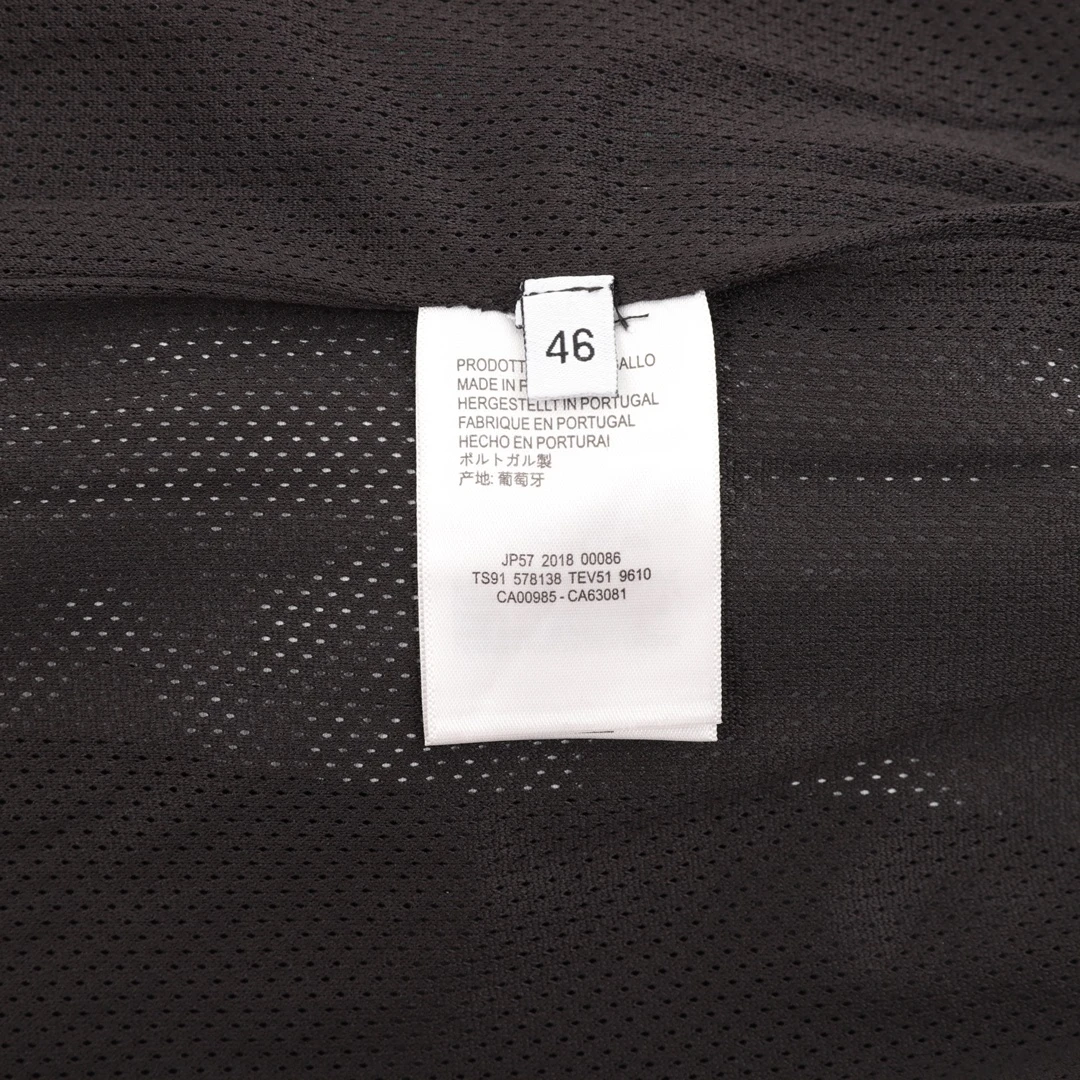 46
PRODOTT ALLO
MADE IN P
HERGESTELLT IN PORTUGAL
FABRIQUE EN PORTUGAL
HECHO EN PORTURAI
ポルトガル製
产地: 葡萄牙
JP57 2018 00086
TS91 578138 TEV51 9610
CA00985 - CA63081